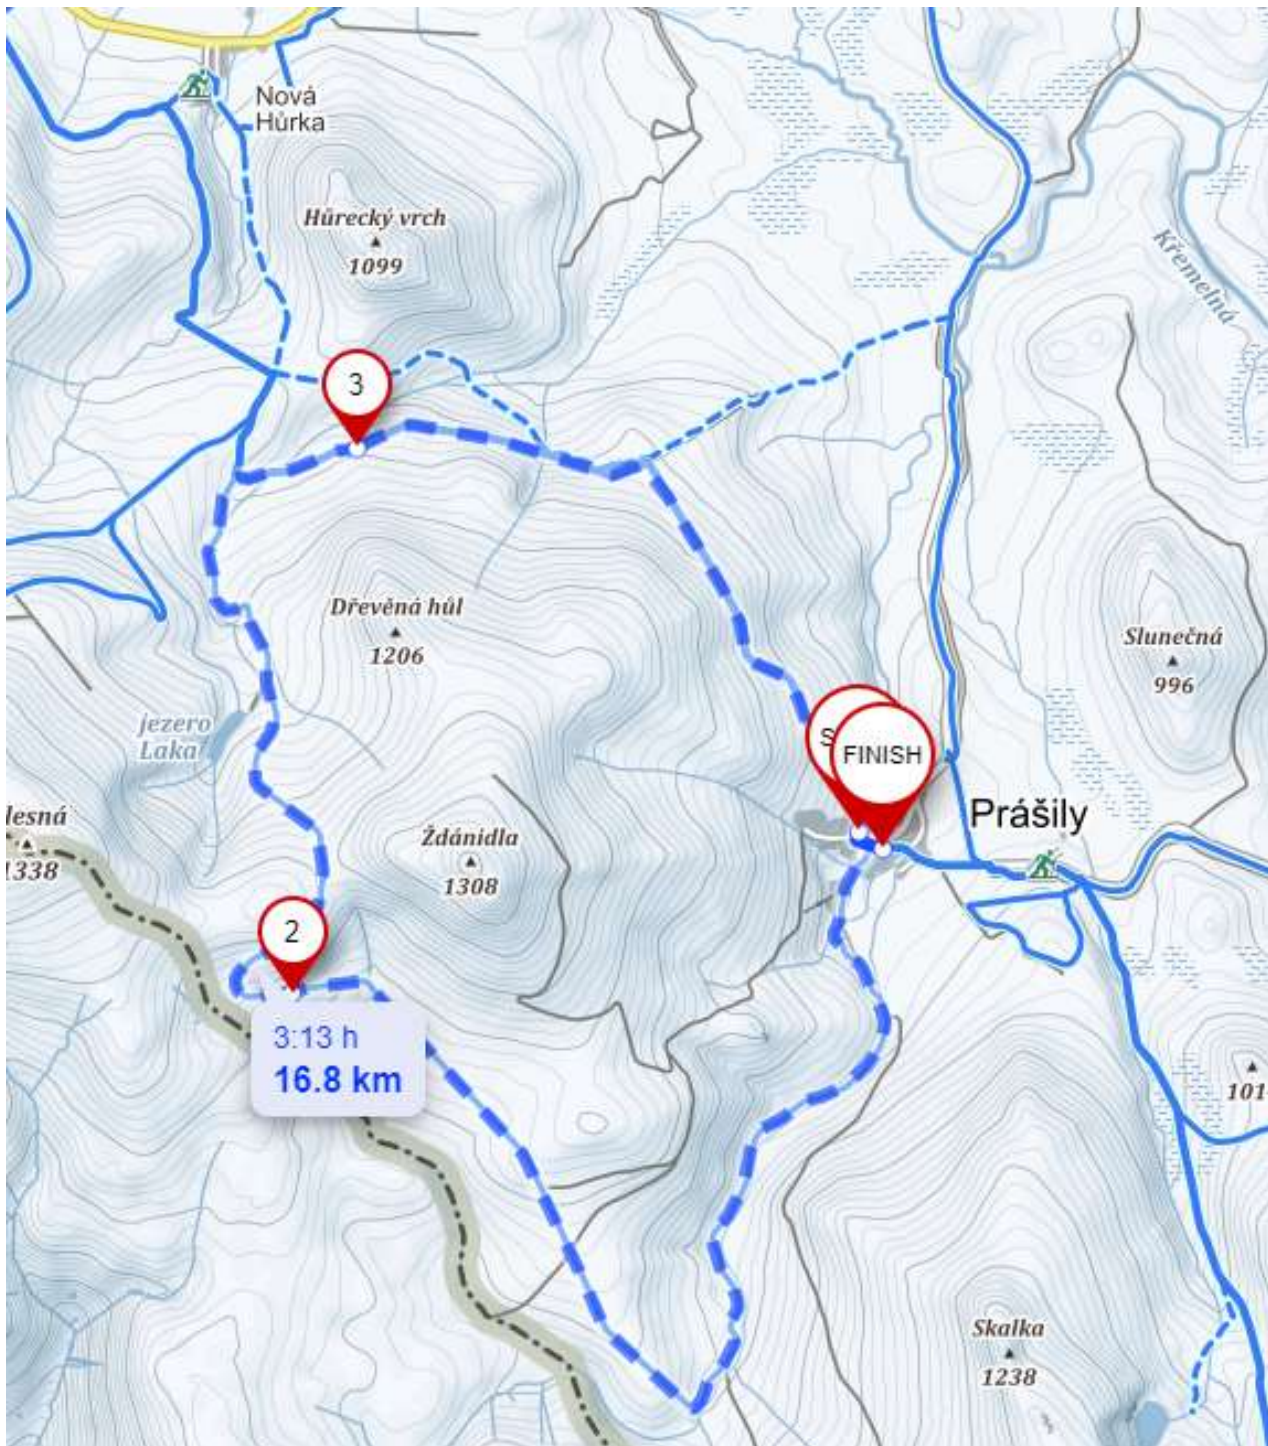 Nová
Hůrka
Hůrecký vrch
1099
Křemelná
3
Dřevěná hůl
1206
Slunečná
996
jezero
Laka
S
FINISH
Prášily
lesná
1338
Ždánidla
1308
2
3:13 h
16.8 km
101
Skalka
1238